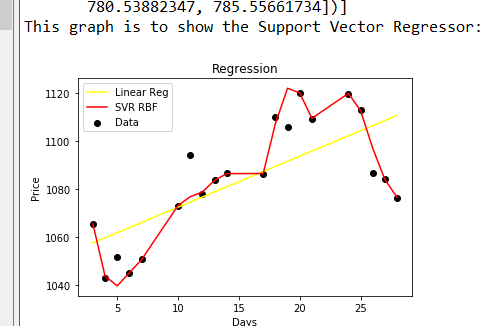 780.53882347, 785.55661734])]
This graph is to show the Support Vector Regressor:
Regression
Linear Reg
SVR RBF
Data
1120
1100
1080
1060
1040
Price
5
10
15
20
25
Days